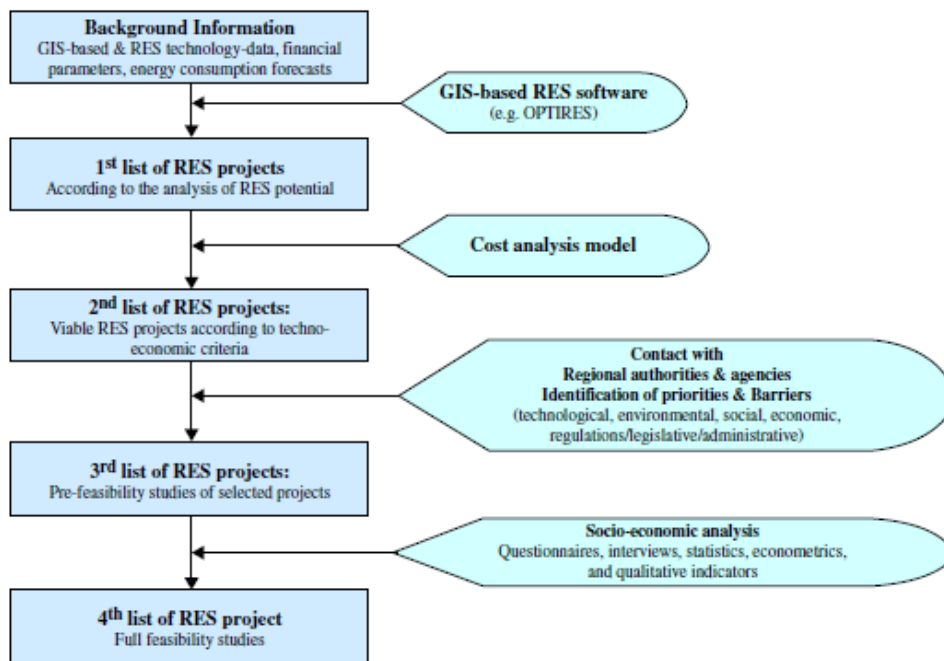 Background Information
GIS-based & RES technology-data, financial
parameters, energy consumption forecasts
GIS-based RES software
(e.g. OPTIRES)
1st list of RES projects
According to the analysis of RES potential
Cost analysis model
2nd list of RES projects:
Viable RES projects according to techno-
economic criteria
Contact with
Regional authorities & agencies
Identification of priorities & Barriers
(technological, environmental, social, economic,
regulations/legislative/administrative)
3rd list of RES projects:
Pre-feasibility studies of selected projects
Socio-economic analysis
Questionnaires, interviews, statistics, econometrics,
and qualitative indicators
4th list of RES project
Full feasibility studies